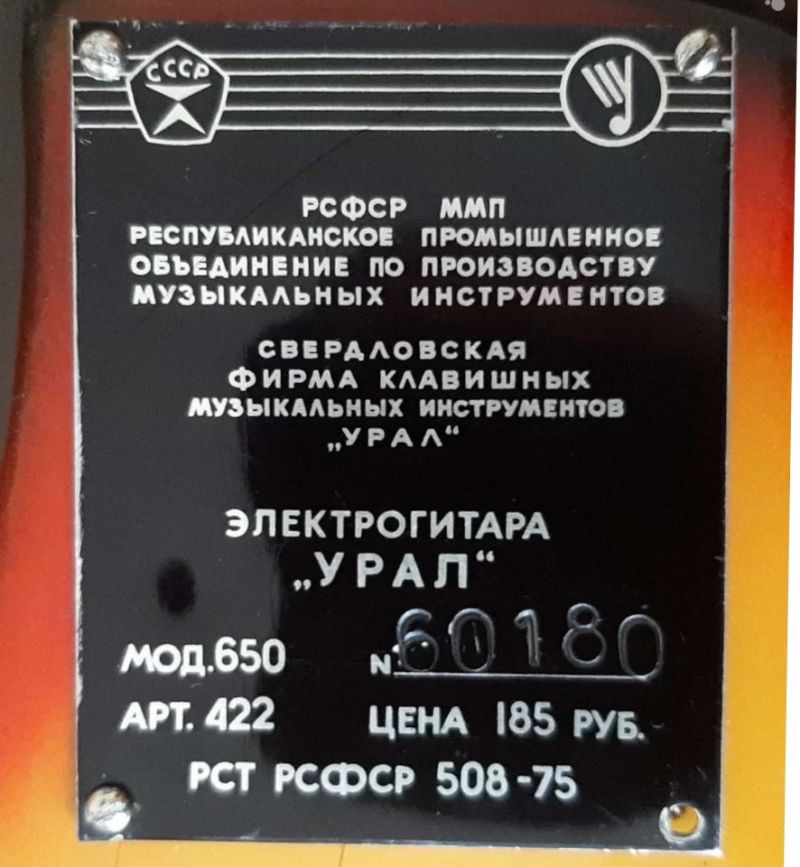 СССР
РСФСР ММП
РЕСПУБЛИКАНСКОЕ ПРОМЫШЛЕННОЕ
ОБЪЕДИНЕНИЕ ПО ПРОИЗВОДСТВУ
МУЗЫКАЛЬНЫХ ИНСТРУМЕНТОВ
СВЕРДЛОВСКАЯ
ФИРМА КЛАВИШНЫХ
МУЗЫКАЛЬНЫХ ИНСТРУМЕНТОВ
„УРАЛ“
ЭЛЕКТРОГИТАРА
„УРАЛ“
МОД.650 N 60180
АРТ. 422 ЦЕНА 185 РУБ.
РСТ РСФСР 508-75